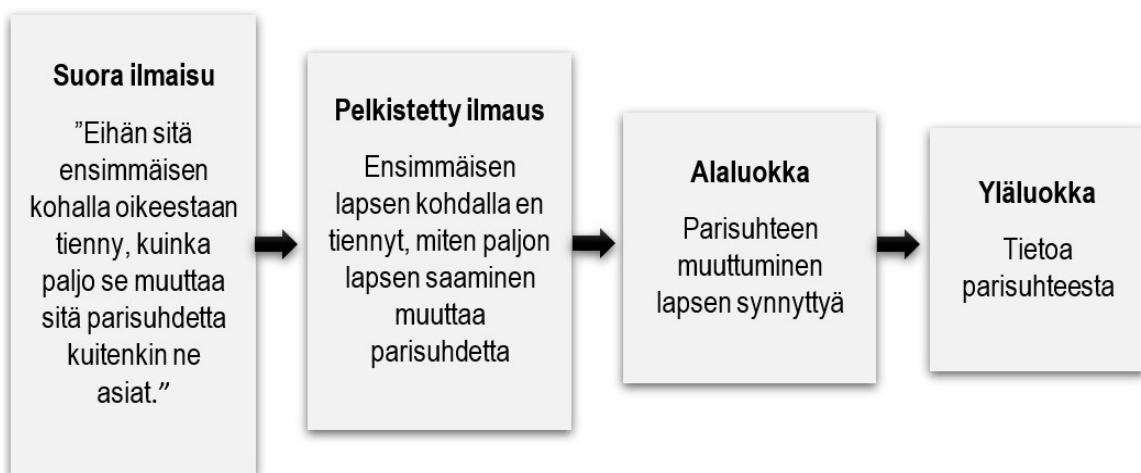 Suora ilmaisu
”Eihän sitä
ensimmäisen
kohalla oikeestaan
tienny, kuinka
paljo se muuttaa
sitä parisuhdetta
kuitenkin ne
asiat.”
Pelkistetty ilmaus
Ensimmäisen
lapsen kohdalla en
tiennyt, miten paljon
lapsen saaminen
muuttaa
parisuhdetta
Alaluokka
Parisuhteen
muuttuminen
lapsen synnyttyä
Yläluokka
Tietoa
parisuhteesta